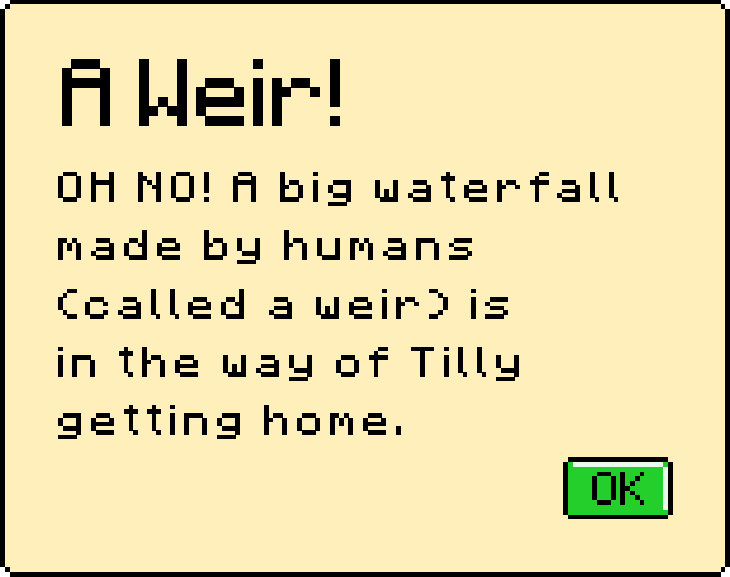 A Weir!
OH NO! A big waterfall
made by humans
(called a weir) is
in the way of Tilly
getting home.
OK